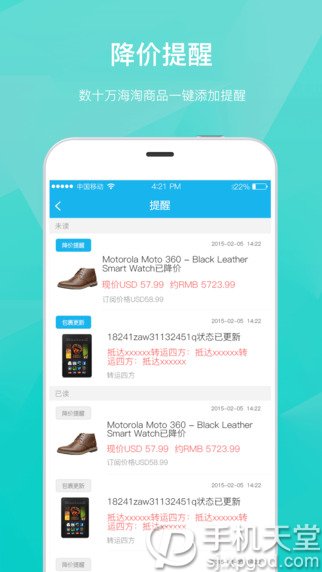 降价提醒
数十万海淘商品一键添加提醒
中国移动 4:21 PM 22%
提醒
未读
降价提醒 2015-02-05 14:22
Motorola Moto 360 - Black Leather
Smart Watch已降价
现价USD 57.99 约RMB 5723.99
订阅价格USD58.99
包裹更新 2015-02-05 14:22
18241zaw31132451q状态已更新
抵达xxxxxx转运四方：抵达xxxxxx转
运四方：抵达xxxxxx
转运四方
已读
降价提醒 2015-02-05 14:22
Motorola Moto 360 - Black Leather
Smart Watch已降价
现价USD 57.99 约RMB 5723.99
订阅价格USD58.99
包裹更新 2015-02-05 14:22
18241zaw31132451q状态已更新
抵达xxxxxx转运四方：抵达xxxxxx转
运四方：抵达xxxxxx
转运四方
降价提醒
手机天堂